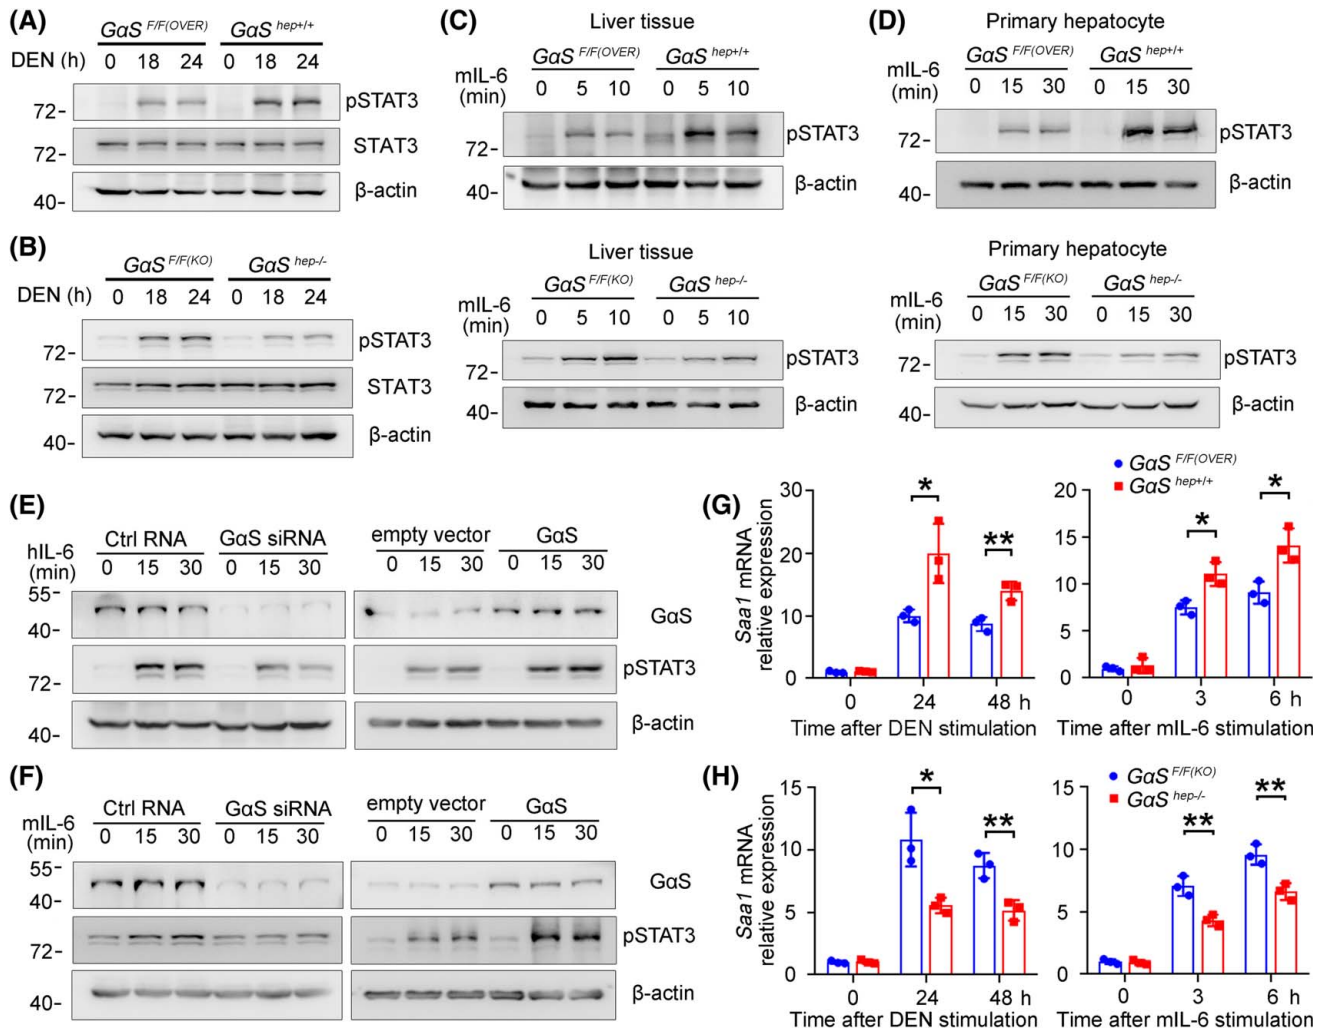 (A)
GαS F/F(OVER) GαS hep+/+
DEN (h) 0 18 24 0 18 24
72- pSTAT3
72- STAT3
40- β-actin
(B)
GαS F/F(KO) GαS hep-/-
DEN (h) 0 18 24 0 18 24
72- pSTAT3
72- STAT3
40- β-actin
(C)
Liver tissue
GαS F/F(OVER) GαS hep+/+
mIL-6
(min) 0 5 10 0 5 10
72- pSTAT3
40- β-actin
Liver tissue
GαS F/F(KO) GαS hep-/-
mIL-6
(min) 0 5 10 0 5 10
72- pSTAT3
40- β-actin
(D)
Primary hepatocyte
GαS F/F(OVER) GαS hep+/+
mIL-6
(min) 0 15 30 0 15 30
72- pSTAT3
40- β-actin
Primary hepatocyte
GαS F/F(KO) GαS hep-/-
mIL-6
(min) 0 15 30 0 15 30
72- pSTAT3
40- β-actin
(E)
Ctrl RNA GαS siRNA empty vector GαS
hIL-6
(min) 0 15 30 0 15 30 0 15 30 0 15 30
55-
40- GαS
72- pSTAT3
40- β-actin
(F)
Ctrl RNA GαS siRNA empty vector GαS
mIL-6
(min) 0 15 30 0 15 30 0 15 30 0 15 30
55-
40- GαS
72- pSTAT3
40- β-actin
(G)
GαS F/F(OVER)
GαS hep+/+
Saa1 mRNA
relative expression
30
20
10
0
* **
0 24 48 h
Time after DEN stimulation
20
15
10
5
0
* *
0 3 6 h
Time after mIL-6 stimulation
(H)
GαS F/F(KO)
GαS hep-/-
Saa1 mRNA
relative expression
15
10
5
0
* **
0 24 48 h
Time after DEN stimulation
15
10
5
0
** **
0 3 6 h
Time after mIL-6 stimulation